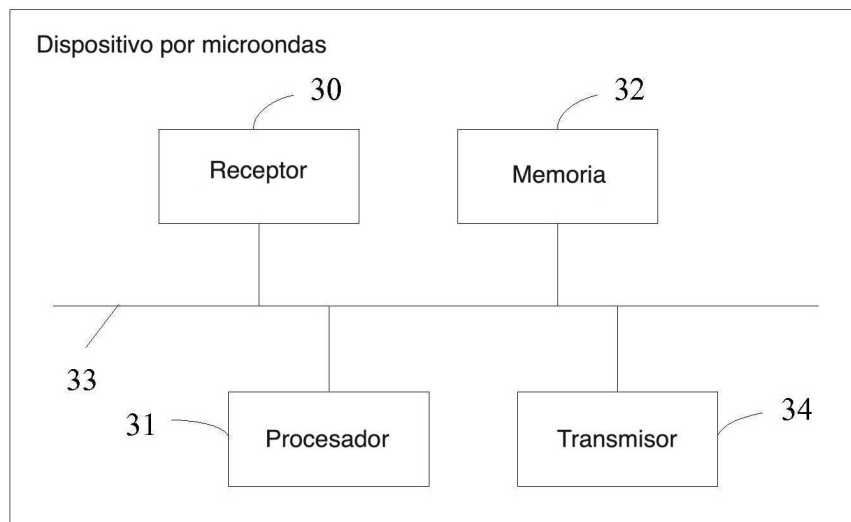 Dispositivo por microondas
30
32
Receptor
Memoria
33
31
Procesador
Transmisor
34